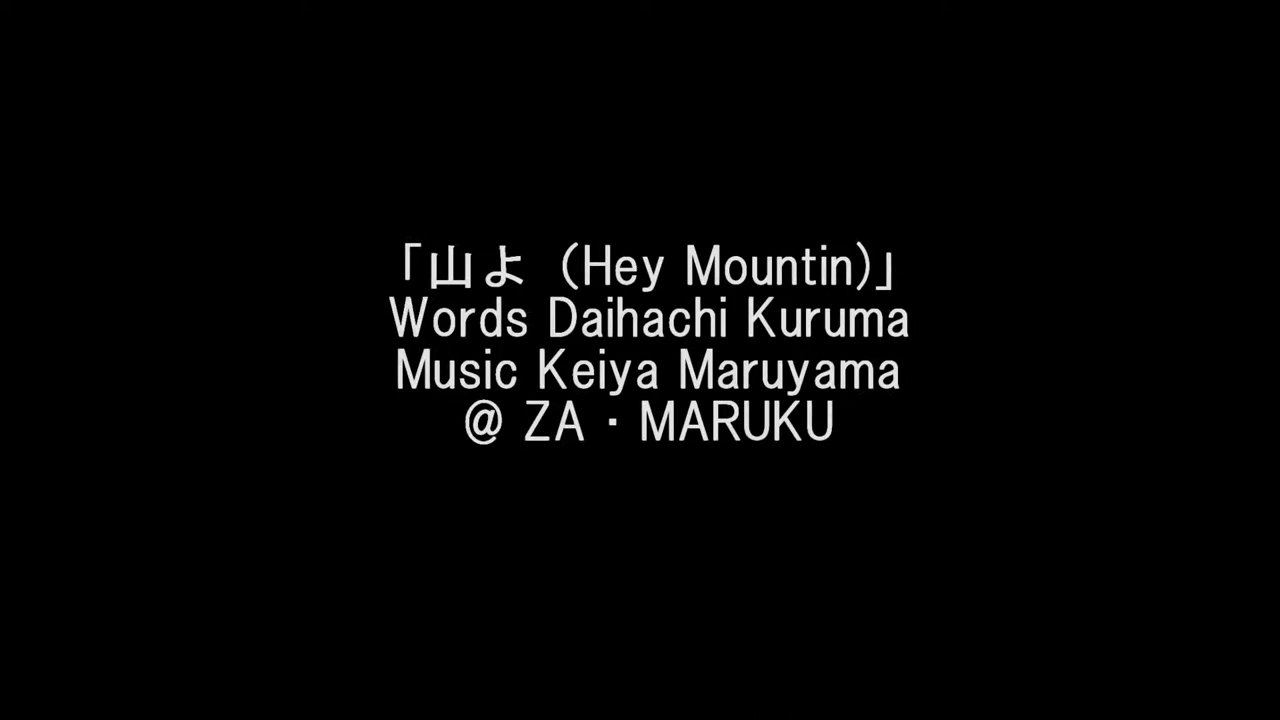 「山よ (Hey Mountin)」
Words Daihachi Kuruma
Music Keiya Maruyama
@ ZA・MARUKU